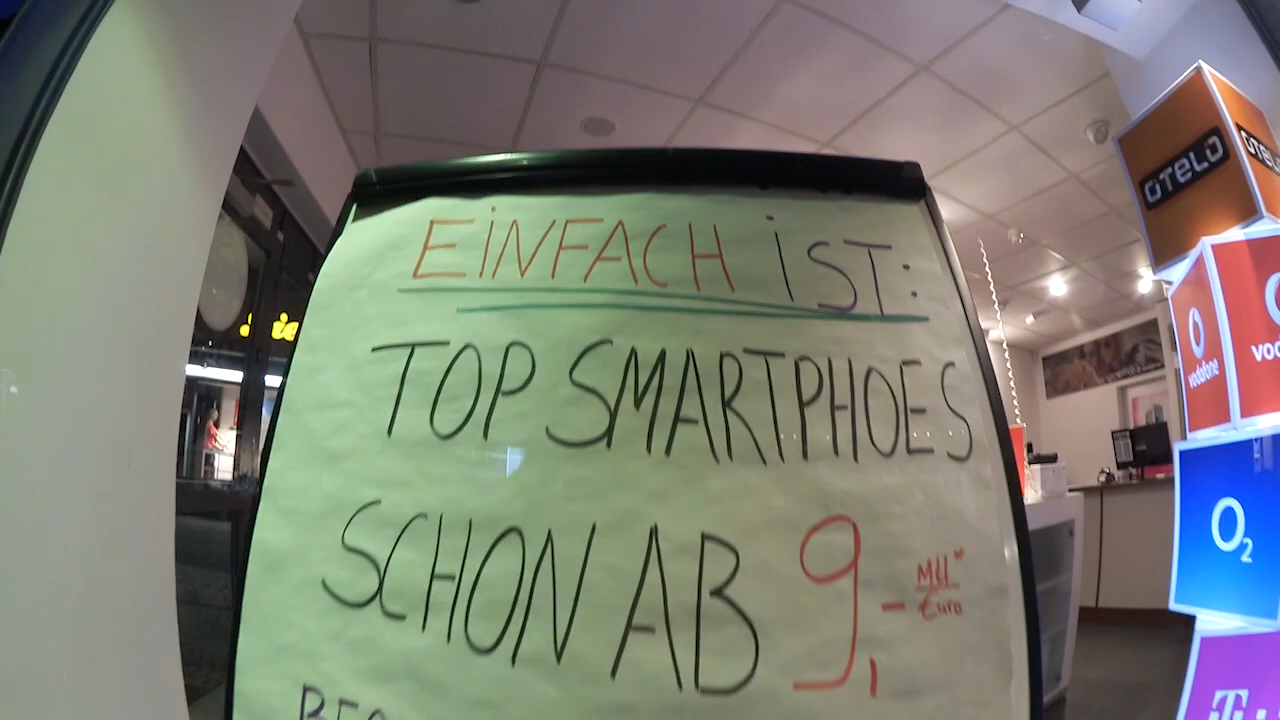 EiNFACH iST:
TOP SMARTPHOES
SCHON AB 9,-
Mtl*
Euro
OTELO
vodafone
O2